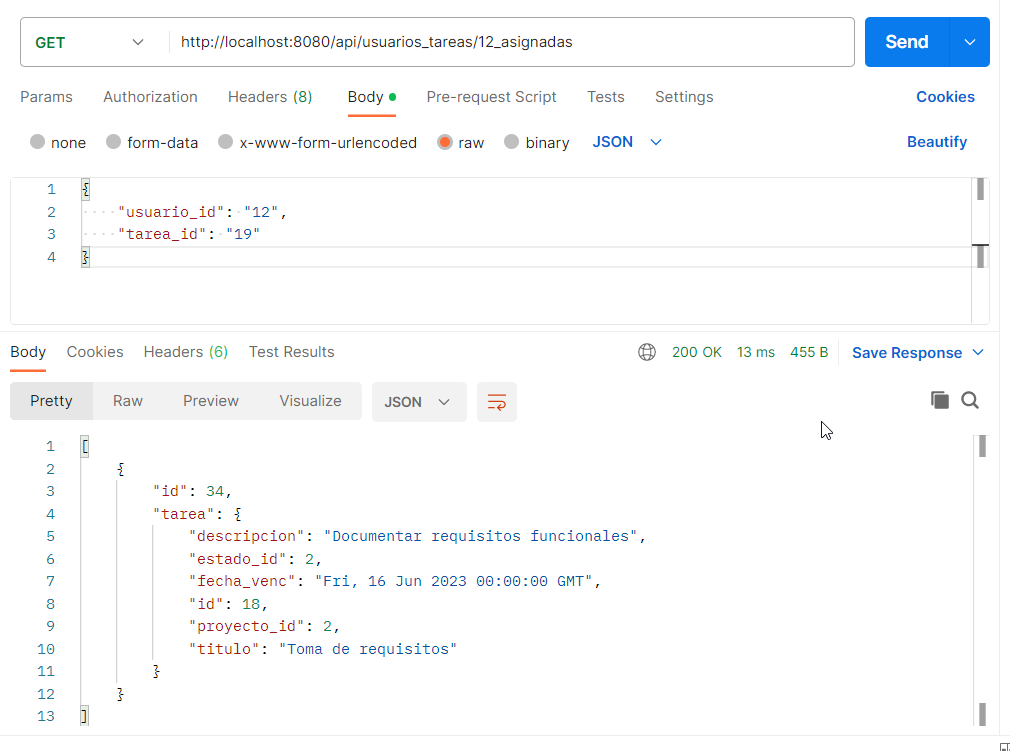 GET http://localhost:8080/api/usuarios_tareas/12_asignadas Send
Params Authorization Headers (8) Body Pre-request Script Tests Settings Cookies
none form-data x-www-form-urlencoded raw binary JSON Beautify
1 {
2 ····"usuario_id":·"12",
3 ····"tarea_id":·"19"
4 }
Body Cookies Headers (6) Test Results 200 OK 13 ms 455 B Save Response
Pretty Raw Preview Visualize JSON
1 [
2 {
3 "id": 34,
4 "tarea": {
5 "descripcion": "Documentar requisitos funcionales",
6 "estado_id": 2,
7 "fecha_venc": "Fri, 16 Jun 2023 00:00:00 GMT",
8 "id": 18,
9 "proyecto_id": 2,
10 "titulo": "Toma de requisitos"
11 }
12 }
13 ]